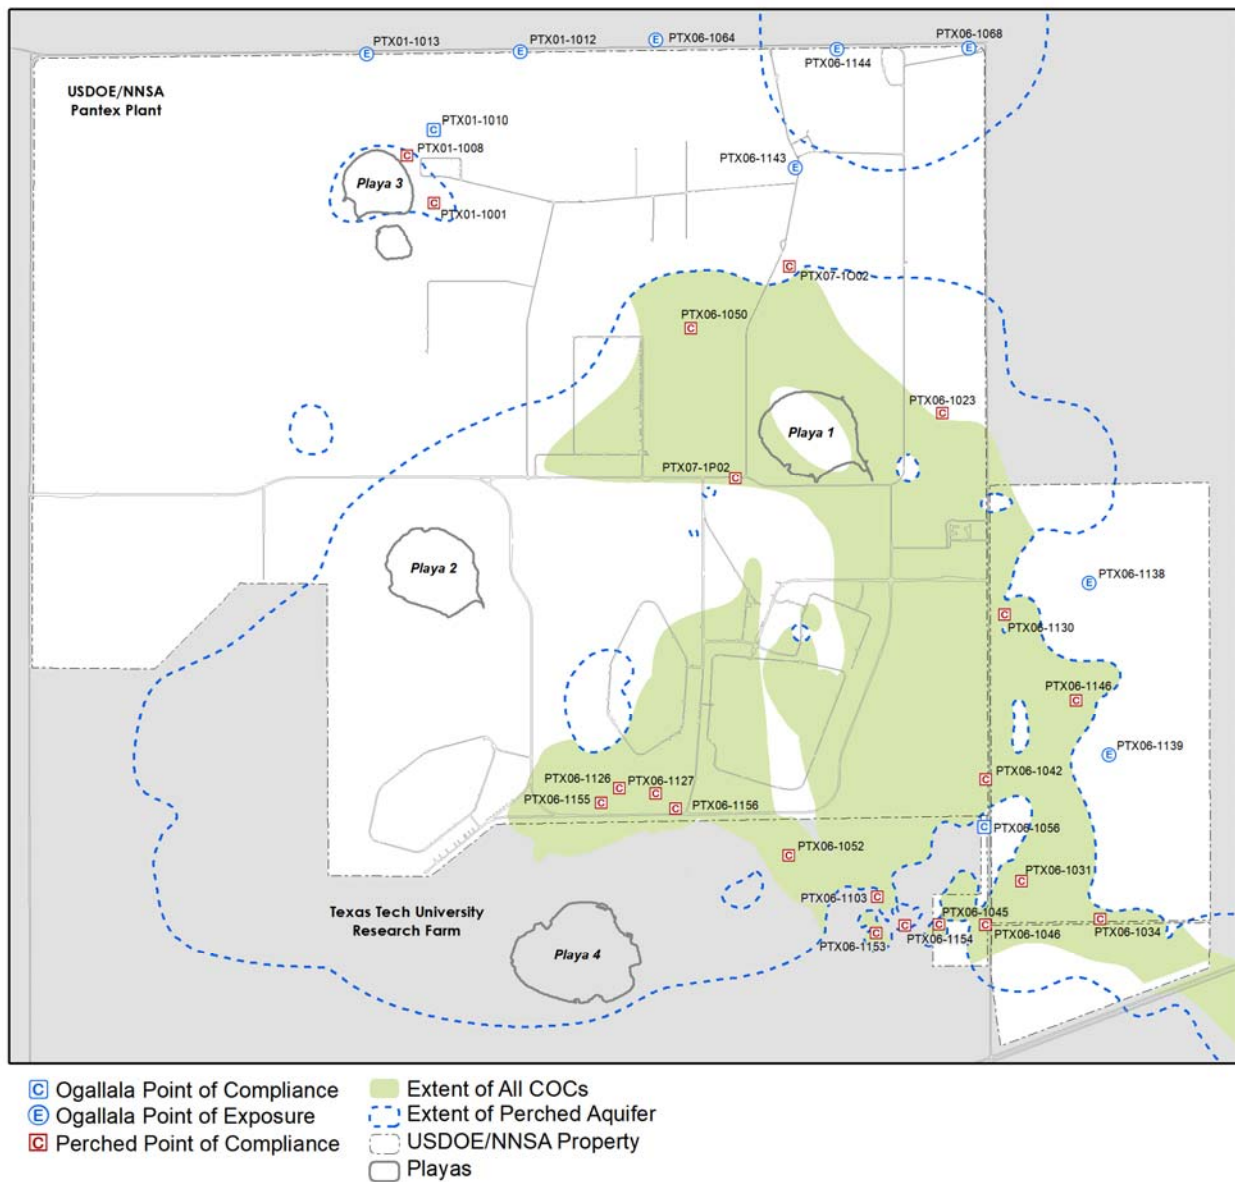 PTX01-1013
PTX01-1012
PTX06-1064
PTX06-1068
PTX06-1144
USDOE/NNSA
Pantex Plant
PTX01-1010
PTX01-1008
PTX06-1143
Playa 3
PTX01-1001
PTX07-1O02
PTX06-1050
PTX06-1023
Playa 1
PTX07-1P02
Playa 2
PTX06-1138
PTX06-1130
PTX06-1146
PTX06-1139
PTX06-1126
PTX06-1127
PTX06-1042
PTX06-1155
PTX06-1156
PTX06-1056
PTX06-1052
PTX06-1031
PTX06-1103
Texas Tech University
Research Farm
PTX06-1045
PTX06-1153
PTX06-1154
PTX06-1046
PTX06-1034
Playa 4
C Ogallala Point of Compliance
E Ogallala Point of Exposure
C Perched Point of Compliance
Extent of All COCs
Extent of Perched Aquifer
USDOE/NNSA Property
Playas